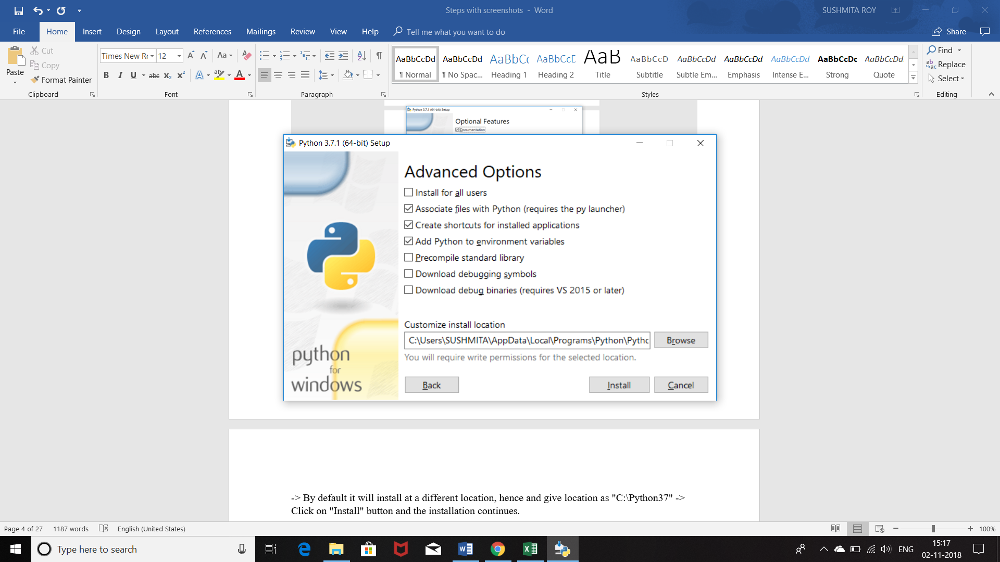 Steps with screenshots - Word
SUSHMITA ROY
File Home Insert Design Layout References Mailings Review View Help Tell me what you want to do
Share
Paste
Cut
Copy
Format Painter
Clipboard
Times New Ro 12
Font
Paragraph
AaBbCcDd AaBbCcDd AaBbCc AaBbCcD AaB AaBbCcD AaBbCcDd AaBbCcDd AaBbCcDd AaBbCcDc AaBbCcDd
¶ Normal ¶ No Spac... Heading 1 Heading 2 Title Subtitle Subtle Em... Emphasis Intense E... Strong Quote
Styles
Find
Replace
Select
Editing
Python 3.7.1 (64-bit) Setup
Optional Features
Documentation
Python 3.7.1 (64-bit) Setup
Advanced Options
Install for all users
Associate files with Python (requires the py launcher)
Create shortcuts for installed applications
Add Python to environment variables
Precompile standard library
Download debugging symbols
Download debug binaries (requires VS 2015 or later)
Customize install location
C:\Users\SUSHMITA\AppData\Local\Programs\Python\Pythc
Browse
You will require write permissions for the selected location.
python
for
windows
Back
Install
Cancel
-> By default it will install at a different location, hence and give location as "C:\Python37" ->
Click on "Install" button and the installation continues.
Page 4 of 27 1187 words English (United States)
100%
Type here to search
ENG
15:17
02-11-2018